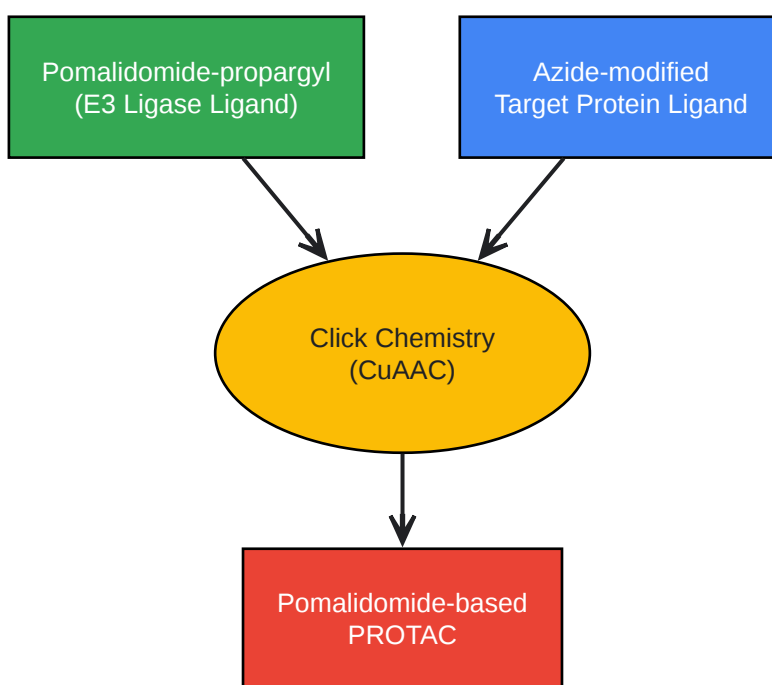 Pomalidomide-propargyl
(E3 Ligase Ligand)
Azide-modified
Target Protein Ligand
Click Chemistry
(CuAAC)
Pomalidomide-based
PROTAC